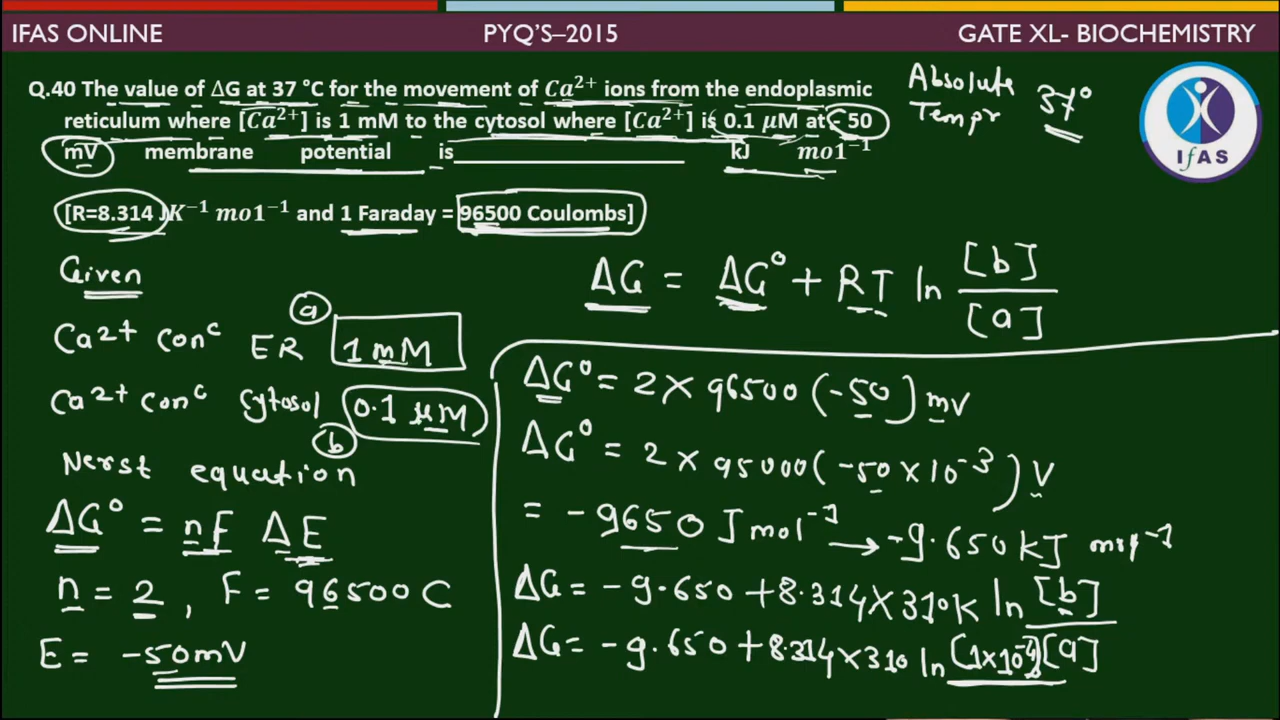 IFAS ONLINE PYQ'S–2015 GATE XL- BIOCHEMISTRY
Q.40 The value of ΔG at 37 °C for the movement of Ca²⁺ ions from the endoplasmic
reticulum where [Ca²⁺] is 1 mM to the cytosol where [Ca²⁺] is 0.1 μM at – 50
mV membrane potential is____________________ kJ mo1⁻¹
[R=8.314 JK⁻¹ mo1⁻¹ and 1 Faraday = 96500 Coulombs]
Absolute
Tempr 37°
IFAS
Given
Ca2+ conc ER (a) 1 mM
Ca2+ conc Cytosol 0.1 μM
(b)
Nerst equation
ΔG° = nF ΔE
n = 2, F = 96500 C
E = -50mV
ΔG = ΔG° + RT ln [b]/[a]
ΔG° = 2 × 96500 (-50) mv
ΔG° = 2 × 95000 (-50×10⁻³) V
= -9650 J mol⁻¹ → -9.650 KJ mol⁻¹
ΔG = -9.650 + 8.314 × 310K ln [b]
ΔG = -9.650 + 8.314 × 310 ln [1×10⁻⁴] [a]